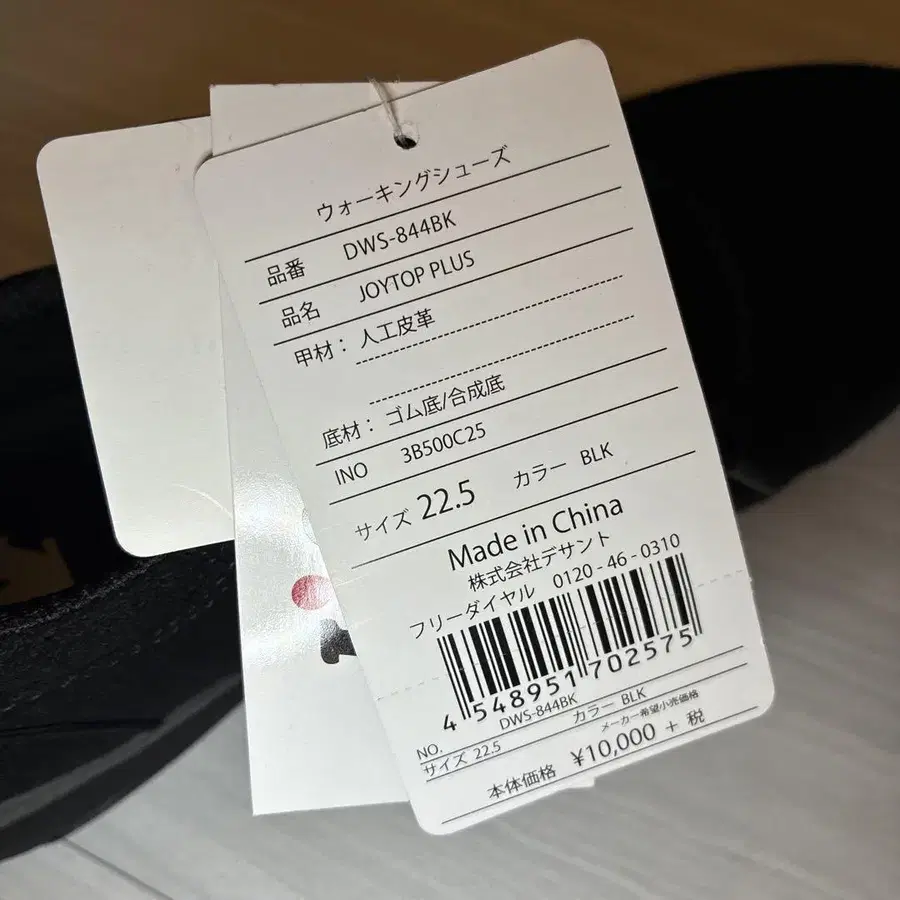 ウォーキングシューズ
品番 DWS-844BK
品名 JOYTOP PLUS
甲材： 人工皮革
底材： ゴム底/合成底
INO 3B500C25
サイズ 22.5 カラー BLK
Made in China
株式会社デサント
フリーダイヤル 0120-46-0310
4 548951 702575
NO. DWS-844BK カラー BLK
サイズ 22.5 メーカー希望小売価格
本体価格 ¥10,000 + 税